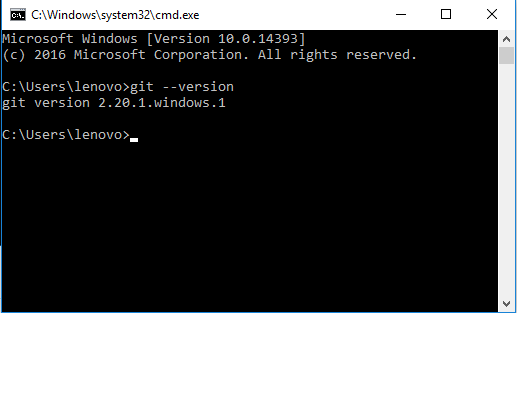 C:\Windows\system32\cmd.exe
Microsoft Windows [Version 10.0.14393]
(c) 2016 Microsoft Corporation. All rights reserved.
C:\Users\lenovo>git --version
git version 2.20.1.windows.1
C:\Users\lenovo>